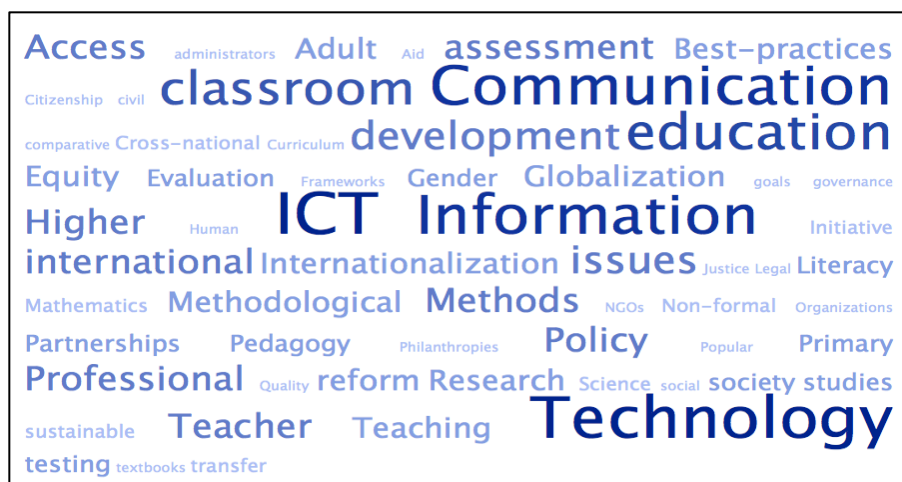 Access administrators Adult Aid assessment Best-practices
Citizenship civil classroom Communication
comparative Cross-national Curriculum development education
Equity Evaluation Frameworks Gender Globalization goals governance
Higher Human ICT Information Initiative
international Internationalization issues Justice Legal Literacy
Mathematics Methodological Methods NGOs Non-formal Organizations
Partnerships Pedagogy Philanthropies Policy Popular Primary
Professional Quality reform Research Science social society studies
sustainable Teacher Teaching Technology
testing textbooks transfer